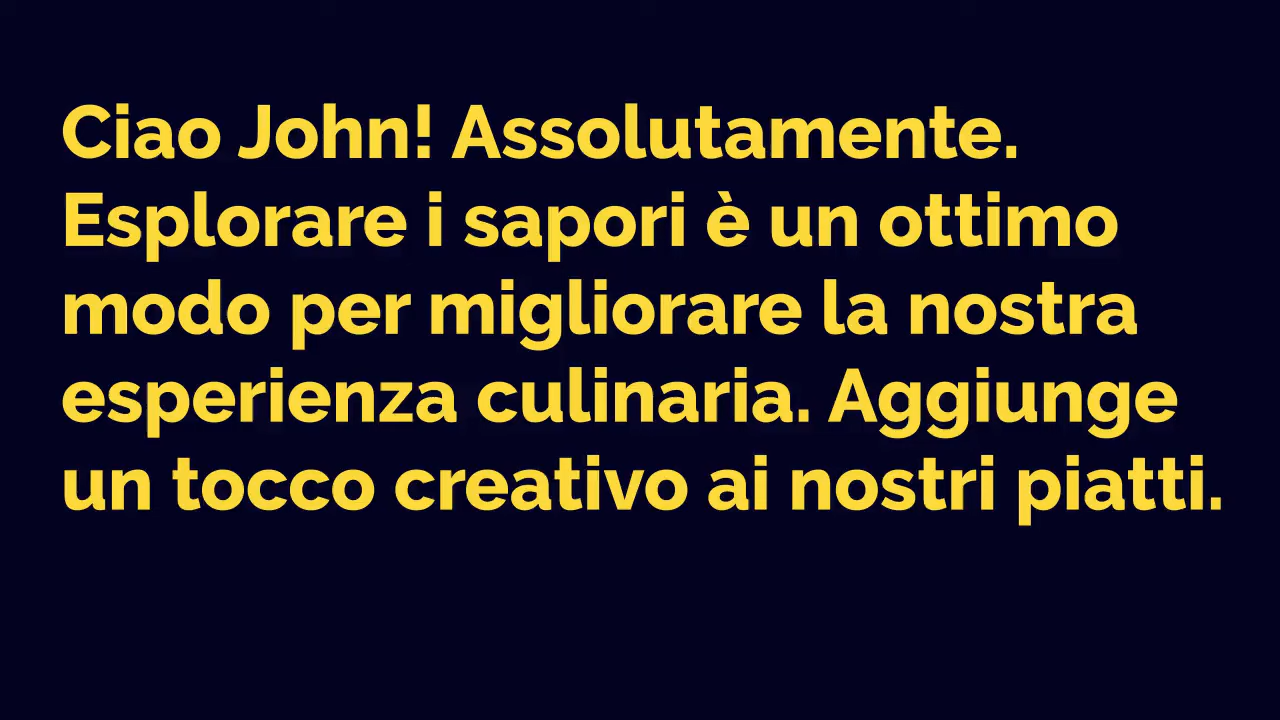 Ciao John! Assolutamente.
Esplorare i sapori è un ottimo
modo per migliorare la nostra
esperienza culinaria. Aggiunge
un tocco creativo ai nostri piatti.